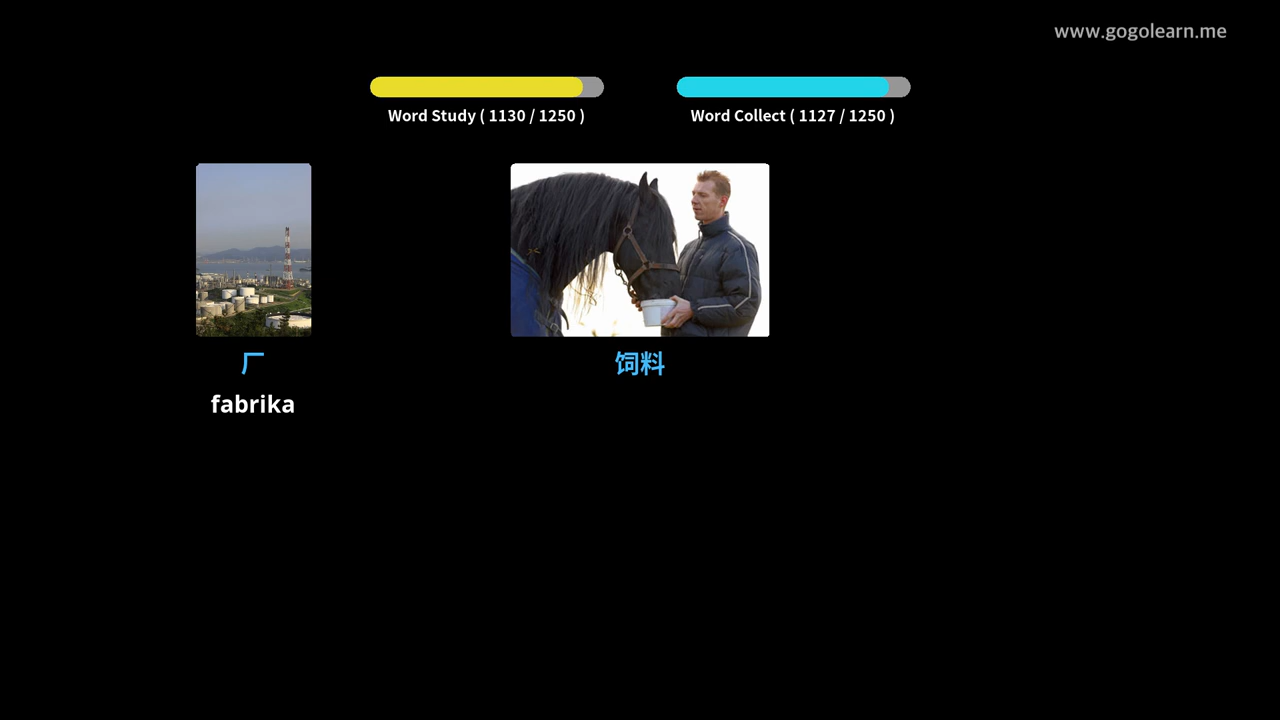 www.gogolearn.me
Word Study ( 1130 / 1250 )
Word Collect ( 1127 / 1250 )
厂
饲料
fabrika